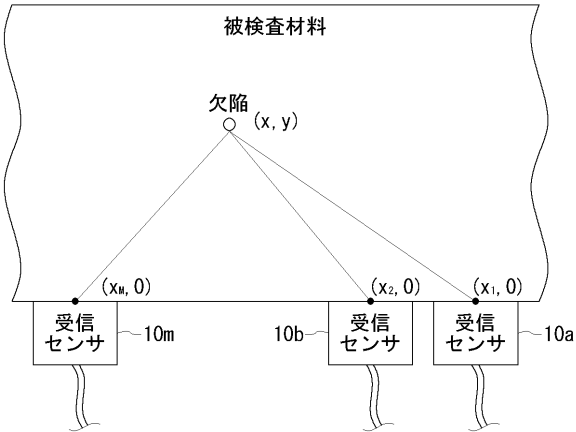 被検査材料
欠陥
(x, y)
(xM, 0)
(x2, 0)
(x1, 0)
受信
センサ
10m
10b
受信
センサ
受信
センサ
10a